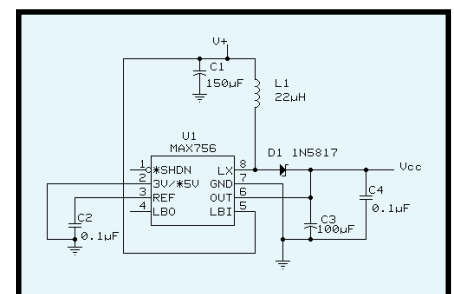 V+
C1
150µF
L1
22µH
U1
MAX756
D1 1N5817
Vcc
1 *SHDN LX 8
2 3V/*5V GND 7
3 REF OUT 6
4 LBO LBI 5
C2
0.1µF
C3
100µF
C4
0.1µF